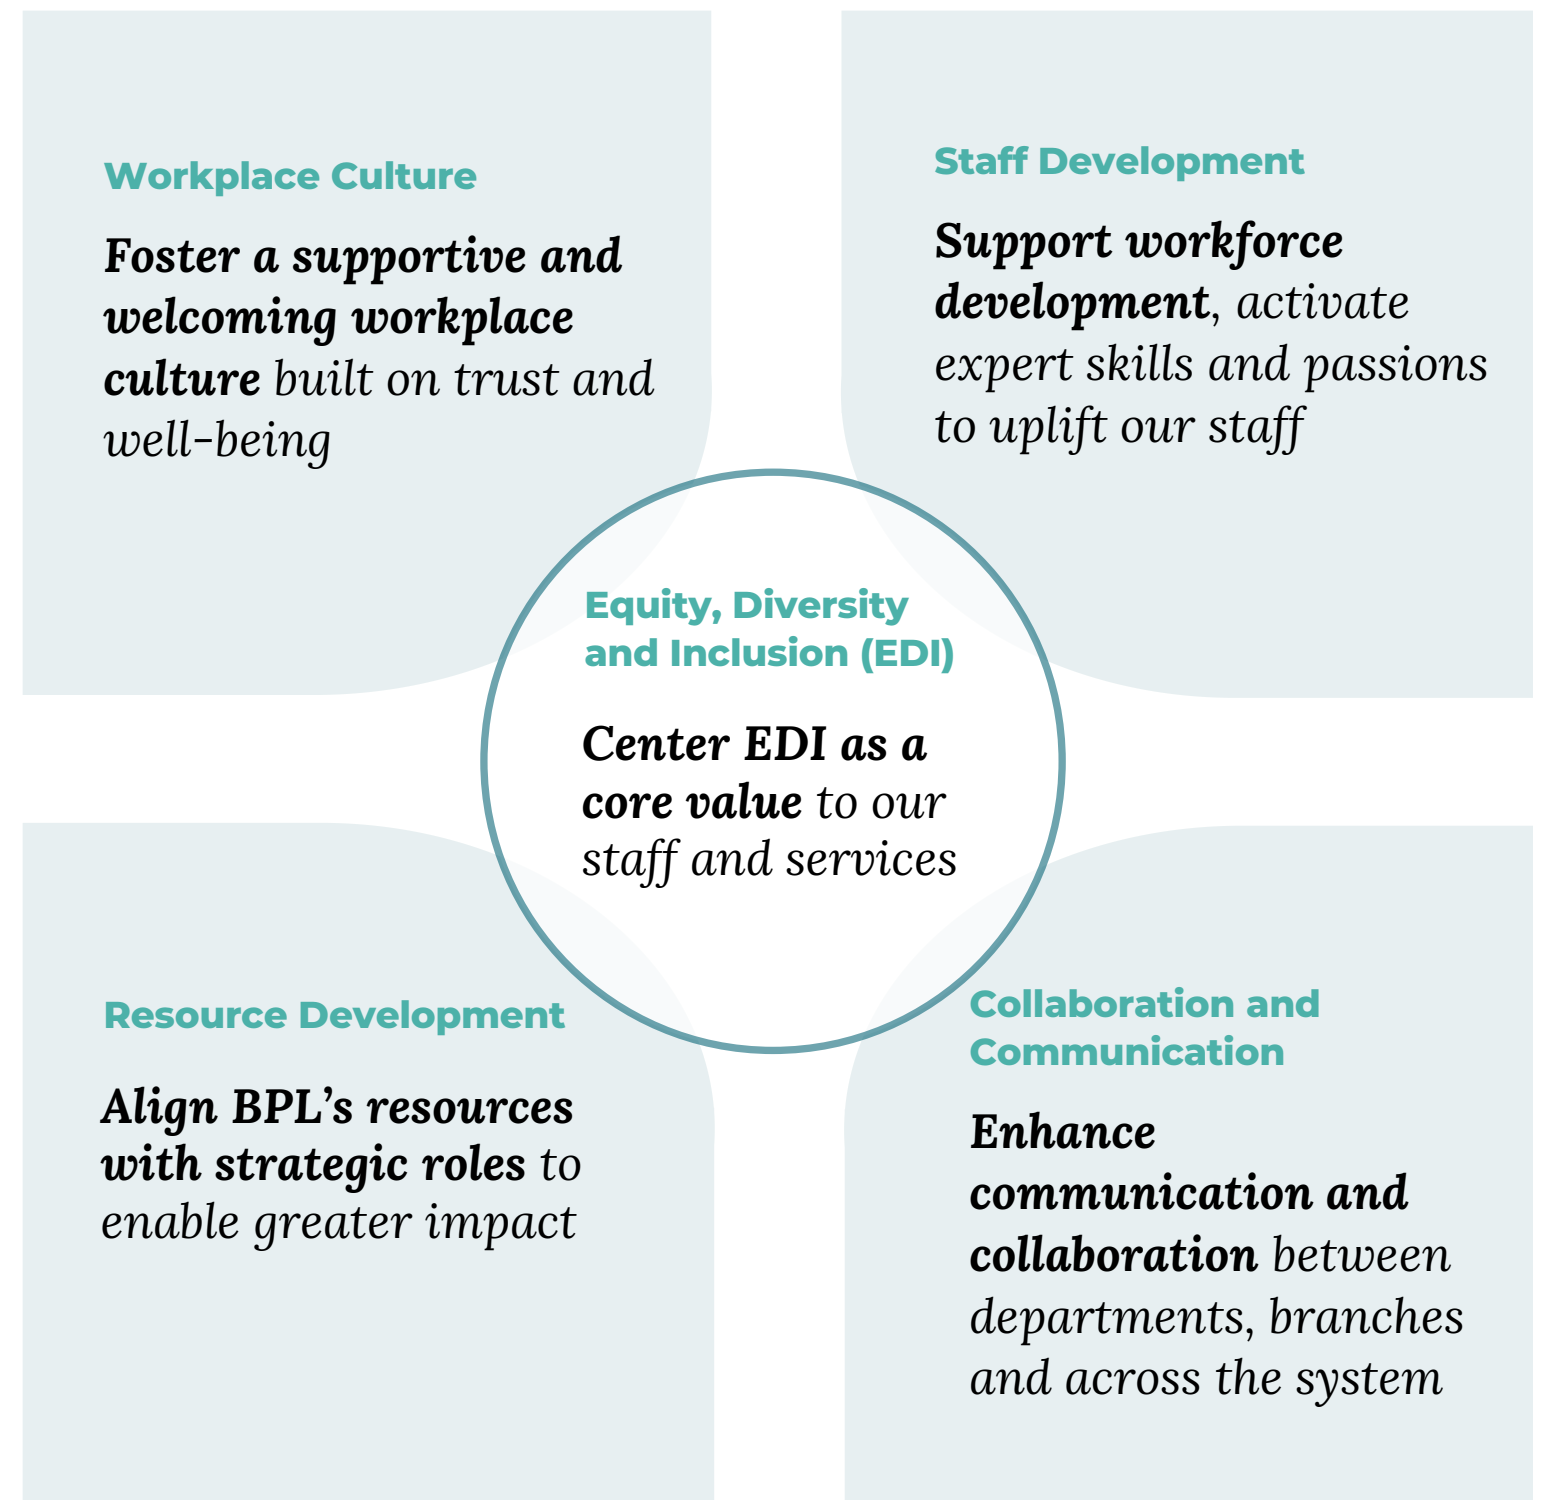 Workplace Culture
Foster a supportive and
welcoming workplace
culture built on trust and
well-being
Staff Development
Support workforce
development, activate
expert skills and passions
to uplift our staff
Equity, Diversity
and Inclusion (EDI)
Center EDI as a
core value to our
staff and services
Resource Development
Align BPL’s resources
with strategic roles to
enable greater impact
Collaboration and
Communication
Enhance
communication and
collaboration between
departments, branches
and across the system